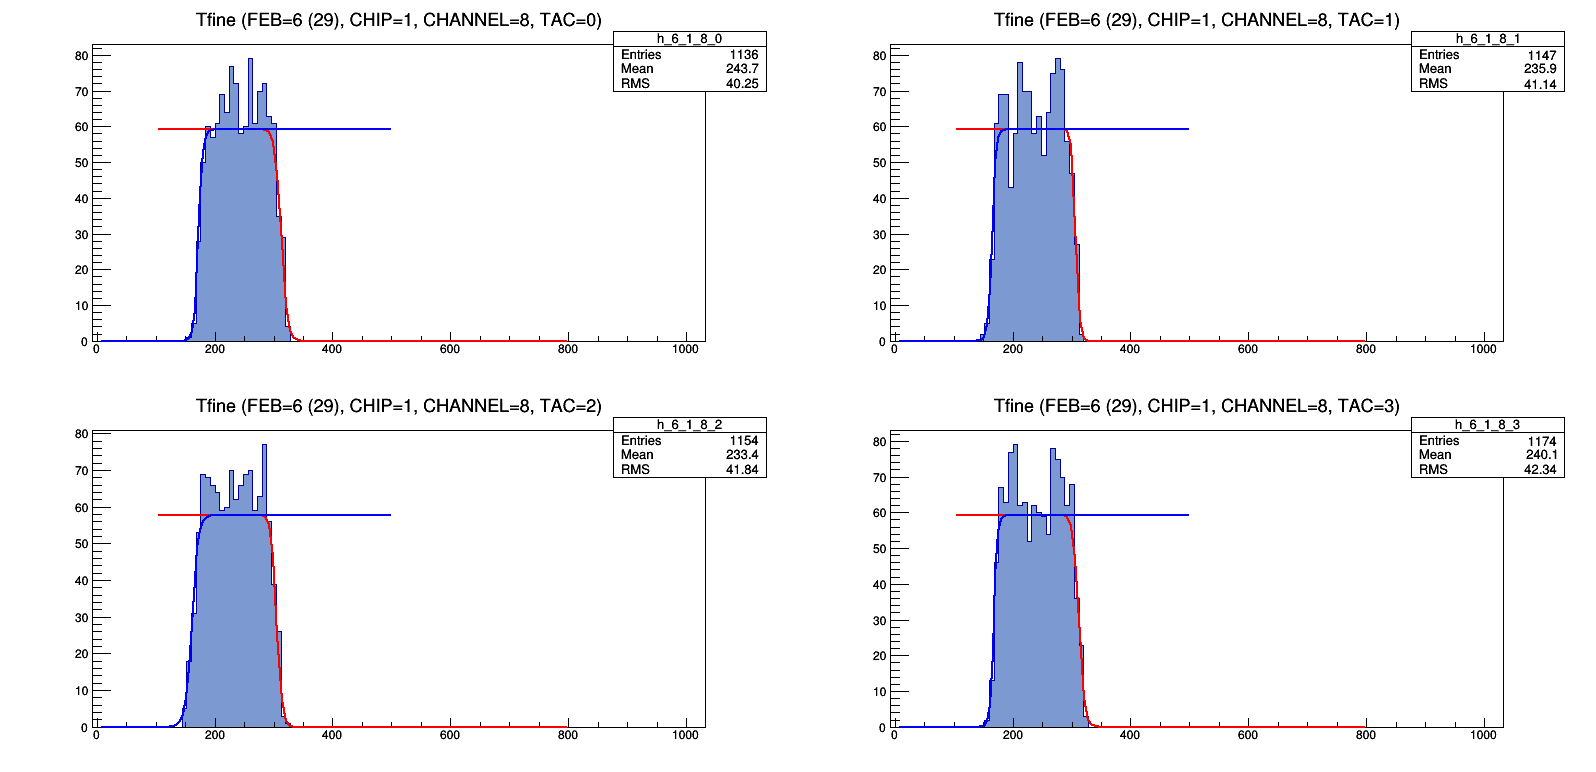 Tfine (FEB=6 (29), CHIP=1, CHANNEL=8, TAC=0)
h_6_1_8_0
Entries 1136
Mean 243.7
RMS 40.25
80
70
60
50
40
30
20
10
0
0 200 400 600 800 1000
Tfine (FEB=6 (29), CHIP=1, CHANNEL=8, TAC=1)
h_6_1_8_1
Entries 1147
Mean 235.9
RMS 41.14
80
70
60
50
40
30
20
10
0
0 200 400 600 800 1000
Tfine (FEB=6 (29), CHIP=1, CHANNEL=8, TAC=2)
h_6_1_8_2
Entries 1154
Mean 233.4
RMS 41.84
80
70
60
50
40
30
20
10
0
0 200 400 600 800 1000
Tfine (FEB=6 (29), CHIP=1, CHANNEL=8, TAC=3)
h_6_1_8_3
Entries 1174
Mean 240.1
RMS 42.34
80
70
60
50
40
30
20
10
0
0 200 400 600 800 1000